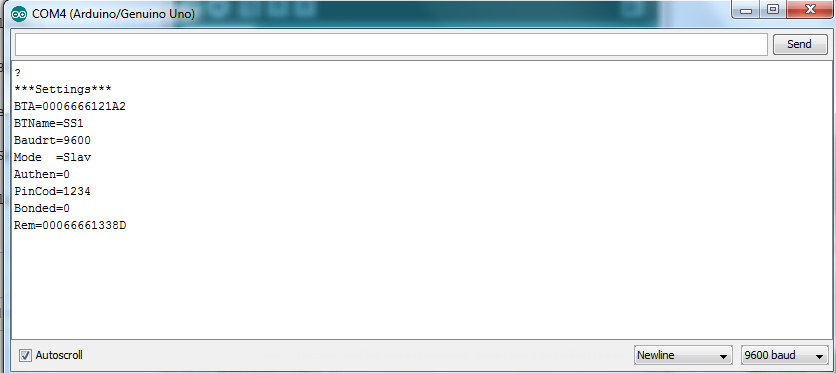 COM4 (Arduino/Genuino Uno)
Send
?
***Settings***
BTA=0006666121A2
BTName=SS1
Baudrt=9600
Mode  =Slav
Authen=0
PinCod=1234
Bonded=0
Rem=00066661338D
Autoscroll
Newline
9600 baud